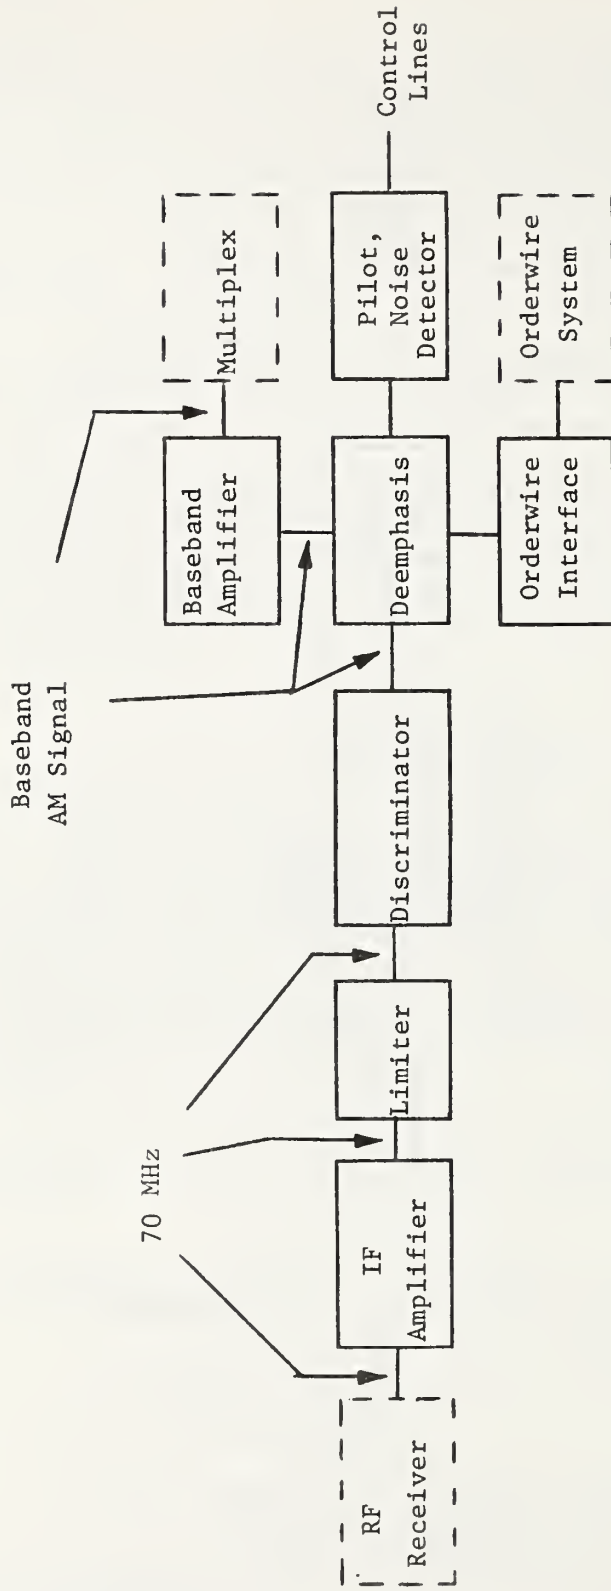 Baseband
AM Signal
70 MHz
RF
Receiver
IF
Amplifier
Limiter
Discriminator
Deemphasis
Baseband
Amplifier
Multiplex
Pilot,
Noise
Detector
Control
Lines
Orderwire
Interface
Orderwire
System